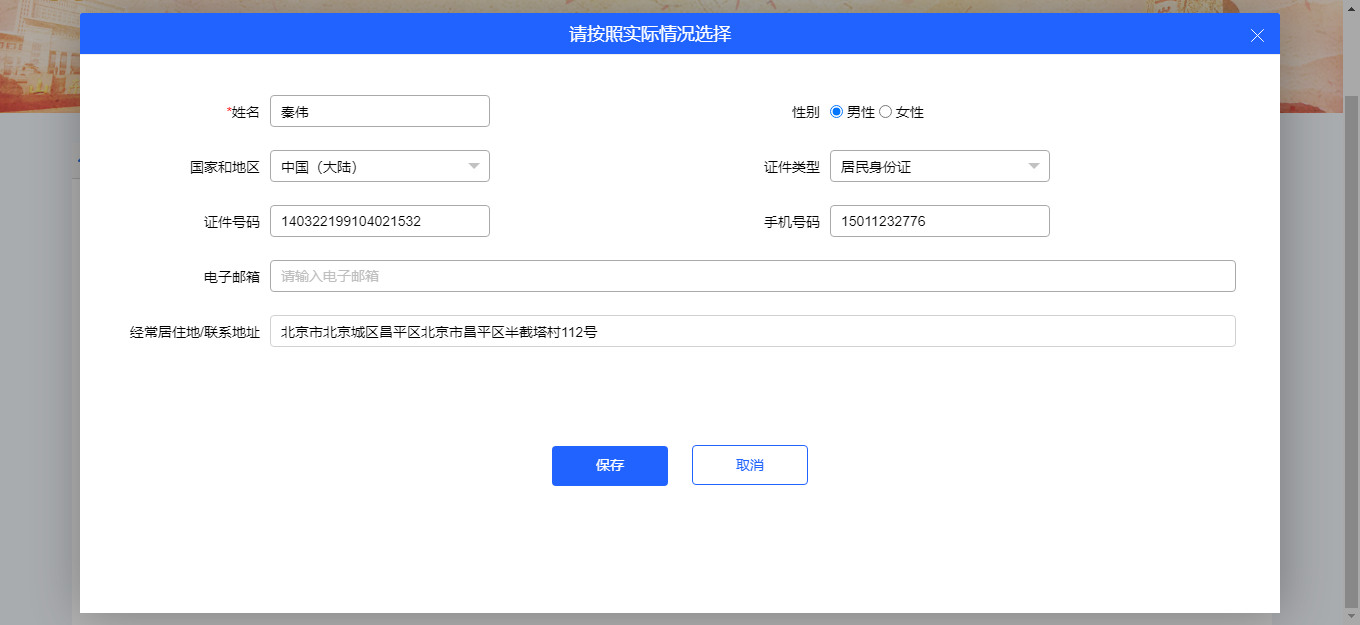 请按照实际情况选择
*姓名 秦伟 性别 男性 女性
国家和地区 中国（大陆） 证件类型 居民身份证
证件号码 140322199104021532 手机号码 15011232776
电子邮箱 请输入电子邮箱
经常居住地/联系地址 北京市北京城区昌平区北京市昌平区半截塔村112号
保存 取消